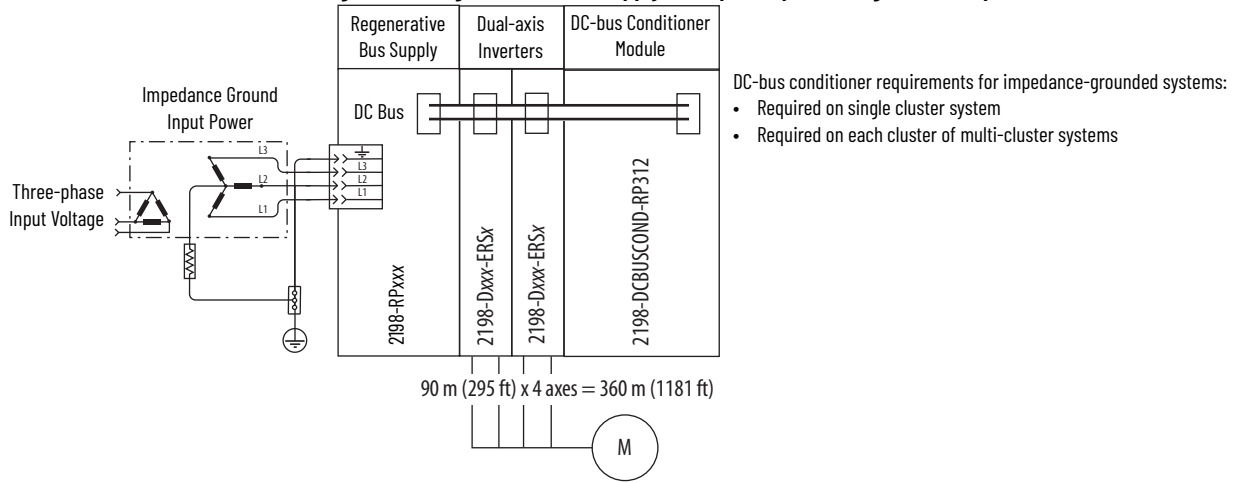 Regenerative
Bus Supply
Dual-axis
Inverters
DC-bus Conditioner
Module
DC Bus
DC-bus conditioner requirements for impedance-grounded systems:
• Required on single cluster system
• Required on each cluster of multi-cluster systems
Impedance Ground
Input Power
Three-phase
Input Voltage
L3
L2
L1
L3
L2
L1
2198-RPxxx
2198-Dxxx-ERSx
2198-Dxxx-ERSx
2198-DCBUSCOND-RP312
90 m (295 ft) x 4 axes = 360 m (1181 ft)
M